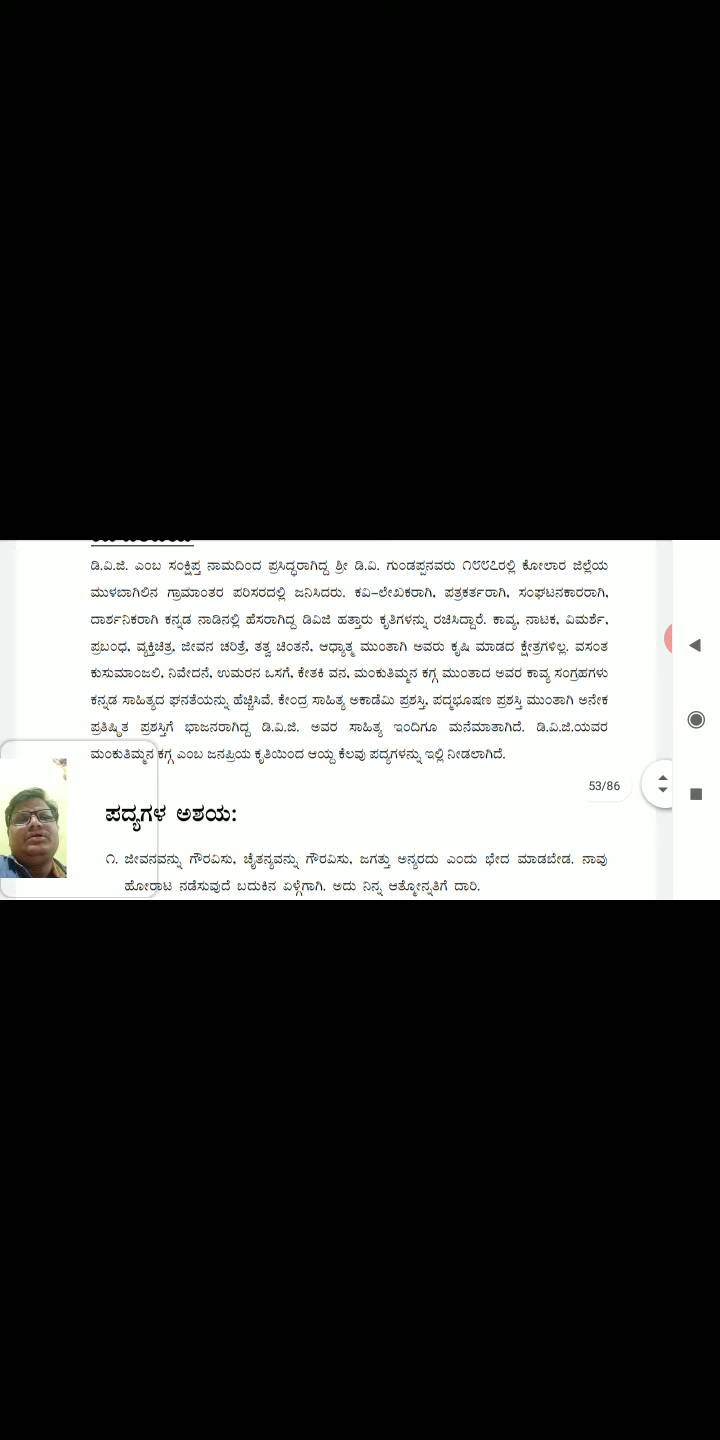 ಡಿ.ವಿ.ಜಿ. ಎಂಬ ಸಂಕ್ಷಿಪ್ತ ನಾಮದಿಂದ ಪ್ರಸಿದ್ಧರಾಗಿದ್ದ ಶ್ರೀ ಡಿ.ವಿ. ಗುಂಡಪ್ಪನವರು ೧೮೮೭ರಲ್ಲಿ ಕೋಲಾರ ಜಿಲ್ಲೆಯ
ಮುಳಬಾಗಿಲಿನ ಗ್ರಾಮಾಂತರ ಪರಿಸರದಲ್ಲಿ ಜನಿಸಿದರು. ಕವಿ–ಲೇಖಕರಾಗಿ, ಪತ್ರಕರ್ತರಾಗಿ, ಸಂಘಟನಕಾರರಾಗಿ,
ದಾರ್ಶನಿಕರಾಗಿ ಕನ್ನಡ ನಾಡಿನಲ್ಲಿ ಹೆಸರಾಗಿದ್ದ ಡಿವಿಜಿ ಹತ್ತಾರು ಕೃತಿಗಳನ್ನು ರಚಿಸಿದ್ದಾರೆ. ಕಾವ್ಯ, ನಾಟಕ, ವಿಮರ್ಶೆ,
ಪ್ರಬಂಧ, ವ್ಯಕ್ತಿಚಿತ್ರ, ಜೀವನ ಚರಿತ್ರೆ, ತತ್ವ ಚಿಂತನೆ, ಆಧ್ಯಾತ್ಮ ಮುಂತಾಗಿ ಅವರು ಕೃಷಿ ಮಾಡದ ಕ್ಷೇತ್ರಗಳಿಲ್ಲ. ವಸಂತ
ಕುಸುಮಾಂಜಲಿ, ನಿವೇದನೆ, ಉಮರನ ಒಸಗೆ, ಕೇತಕಿ ವನ, ಮಂಕುತಿಮ್ಮನ ಕಗ್ಗ ಮುಂತಾದ ಅವರ ಕಾವ್ಯ ಸಂಗ್ರಹಗಳು
ಕನ್ನಡ ಸಾಹಿತ್ಯದ ಘನತೆಯನ್ನು ಹೆಚ್ಚಿಸಿವೆ. ಕೇಂದ್ರ ಸಾಹಿತ್ಯ ಅಕಾಡೆಮಿ ಪ್ರಶಸ್ತಿ, ಪದ್ಮಭೂಷಣ ಪ್ರಶಸ್ತಿ ಮುಂತಾಗಿ ಅನೇಕ
ಪ್ರತಿಷ್ಠಿತ ಪ್ರಶಸ್ತಿಗೆ ಭಾಜನರಾಗಿದ್ದ ಡಿ.ವಿ.ಜಿ. ಅವರ ಸಾಹಿತ್ಯ ಇಂದಿಗೂ ಮನೆಮಾತಾಗಿದೆ. ಡಿ.ವಿ.ಜಿ.ಯವರ
ಮಂಕುತಿಮ್ಮನ ಕಗ್ಗ ಎಂಬ ಜನಪ್ರಿಯ ಕೃತಿಯಿಂದ ಆಯ್ದ ಕೆಲವು ಪದ್ಯಗಳನ್ನು ಇಲ್ಲಿ ನೀಡಲಾಗಿದೆ.
53/86
ಪದ್ಯಗಳ ಅಶಯ:
೧. ಜೀವನವನ್ನು ಗೌರವಿಸು, ಚೈತನ್ಯವನ್ನು ಗೌರವಿಸು, ಜಗತ್ತು ಅನ್ಯರದು ಎಂದು ಭೇದ ಮಾಡಬೇಡ. ನಾವು
ಹೋರಾಟ ನಡೆಸುವುದೆ ಬದುಕಿನ ಏಳ್ಗೆಗಾಗಿ. ಅದು ನಿನ್ನ ಆತ್ಮೋನ್ನತಿಗೆ ದಾರಿ.